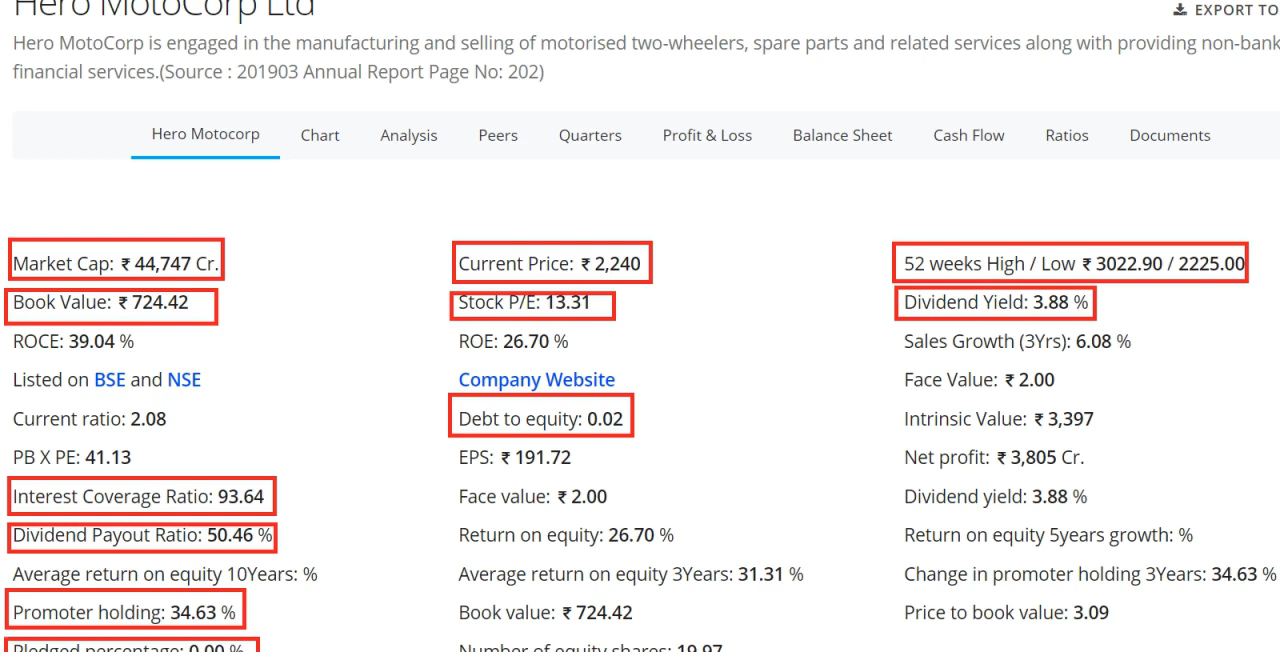 Hero MotoCorp Ltd
EXPORT TO
Hero MotoCorp is engaged in the manufacturing and selling of motorised two-wheelers, spare parts and related services along with providing non-bank
financial services.(Source : 201903 Annual Report Page No: 202)
Hero Motocorp Chart Analysis Peers Quarters Profit & Loss Balance Sheet Cash Flow Ratios Documents
Market Cap: ₹ 44,747 Cr. Current Price: ₹ 2,240 52 weeks High / Low ₹ 3022.90 / 2225.00
Book Value: ₹ 724.42 Stock P/E: 13.31 Dividend Yield: 3.88 %
ROCE: 39.04 % ROE: 26.70 % Sales Growth (3Yrs): 6.08 %
Listed on BSE and NSE Company Website Face Value: ₹ 2.00
Current ratio: 2.08 Debt to equity: 0.02 Intrinsic Value: ₹ 3,397
PB X PE: 41.13 EPS: ₹ 191.72 Net profit: ₹ 3,805 Cr.
Interest Coverage Ratio: 93.64 Face value: ₹ 2.00 Dividend yield: 3.88 %
Dividend Payout Ratio: 50.46 % Return on equity: 26.70 % Return on equity 5years growth: %
Average return on equity 10Years: % Average return on equity 3Years: 31.31 % Change in promoter holding 3Years: 34.63 %
Promoter holding: 34.63 % Book value: ₹ 724.42 Price to book value: 3.09
Pledged percentage: 0.00 % Number of equity shares: 19.97